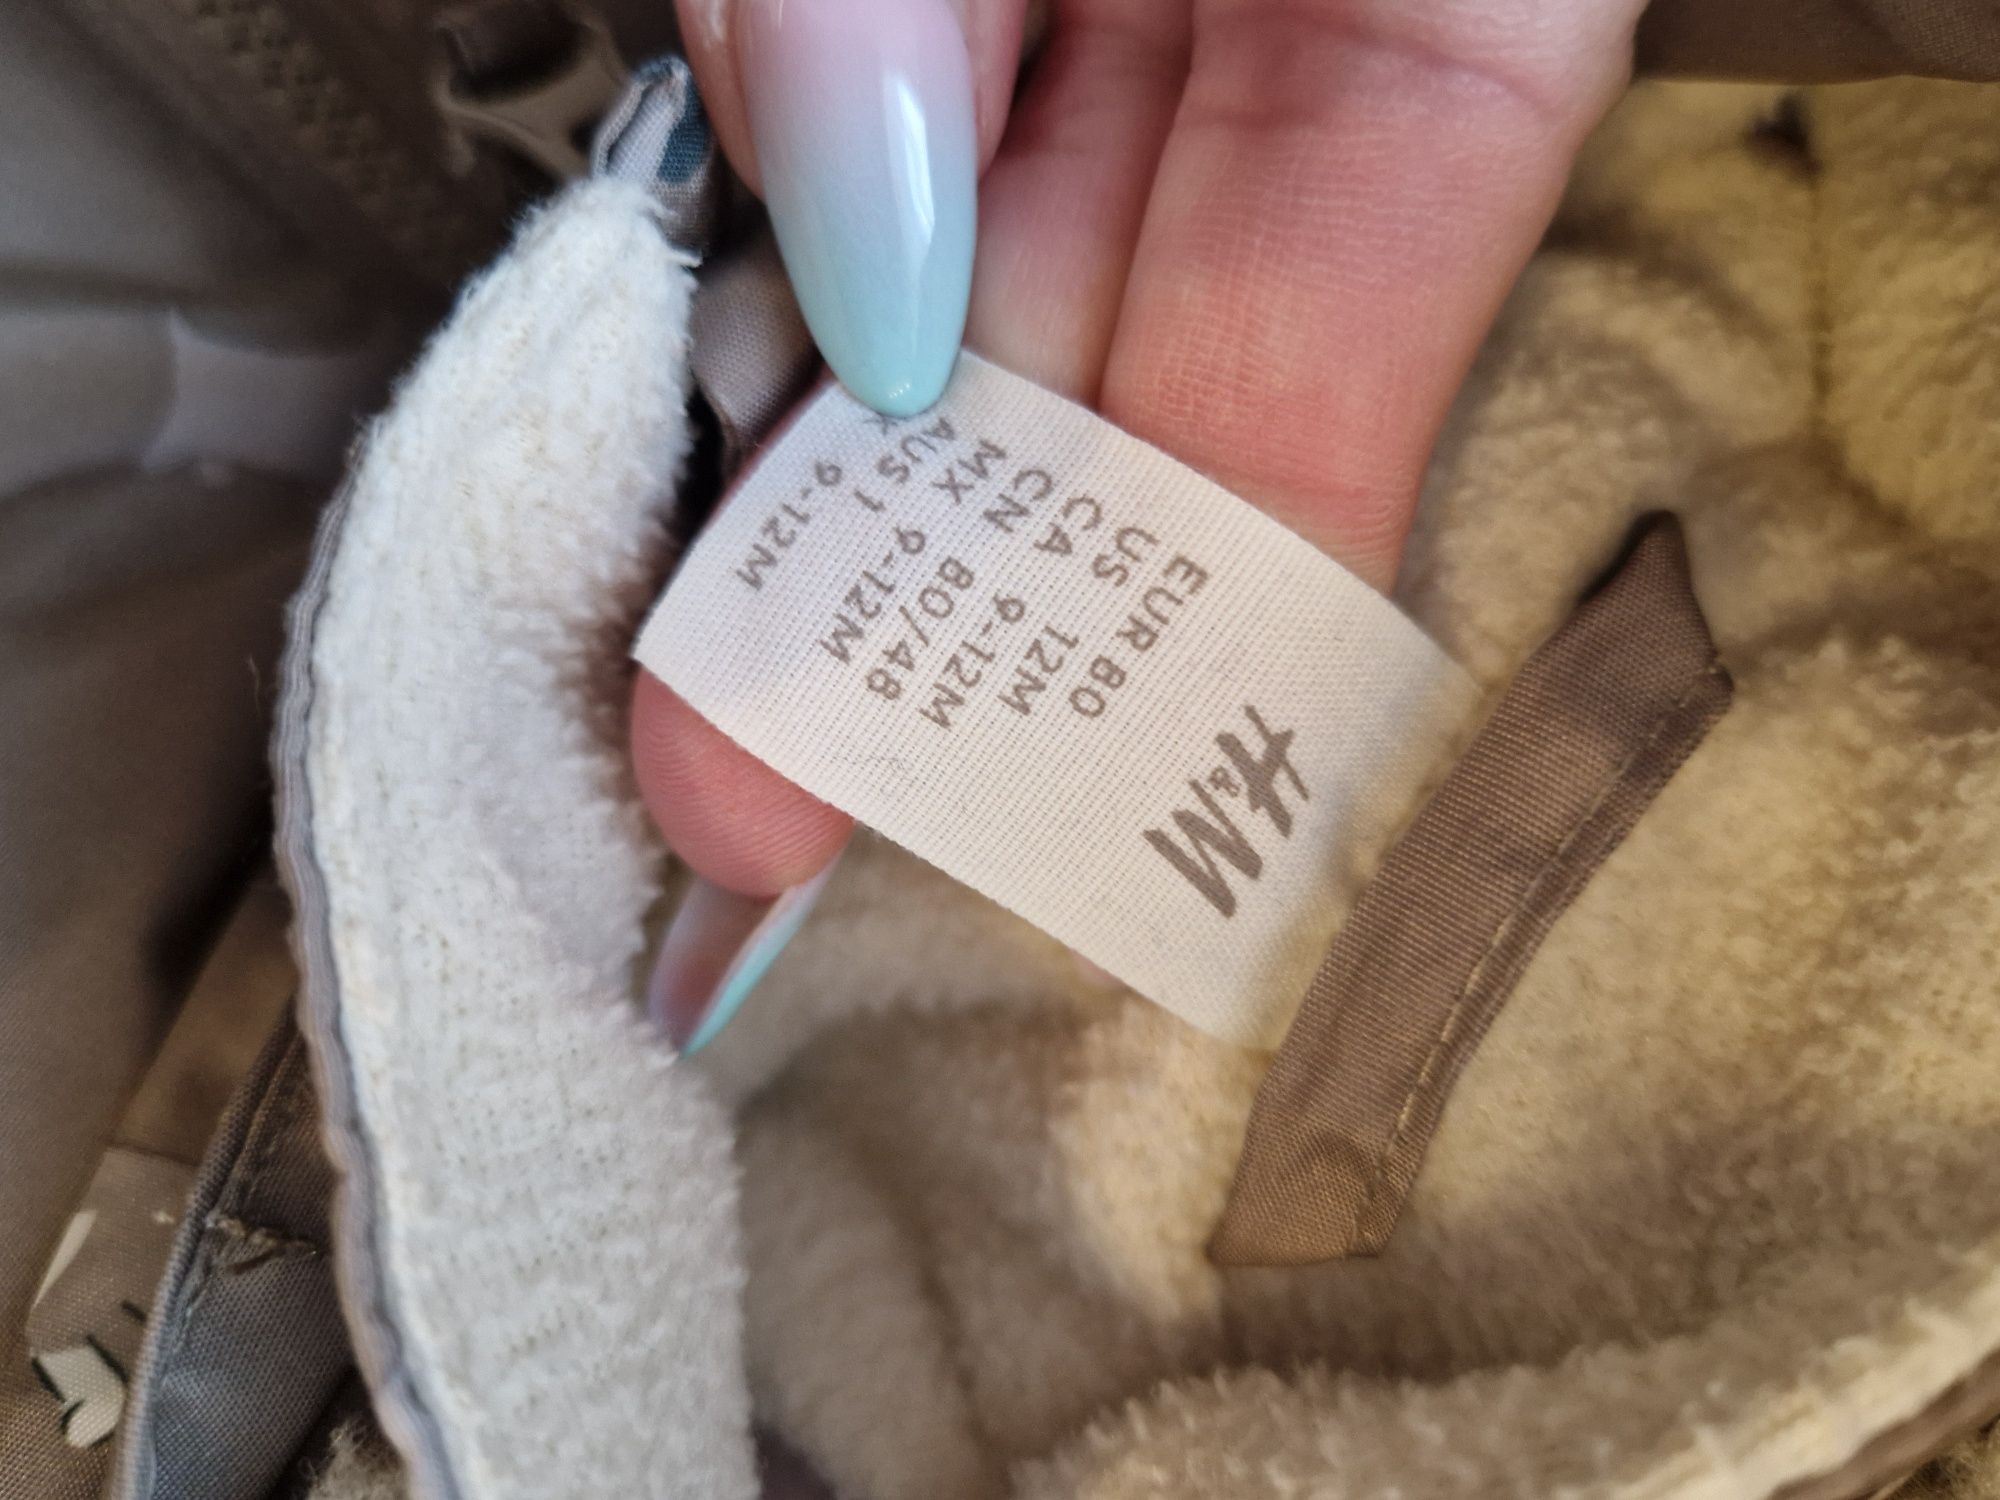 H&M
EUR 80
US 12M
CA 9-12M
CN 80/48
MX 9-12M
AUS 1
9-12M